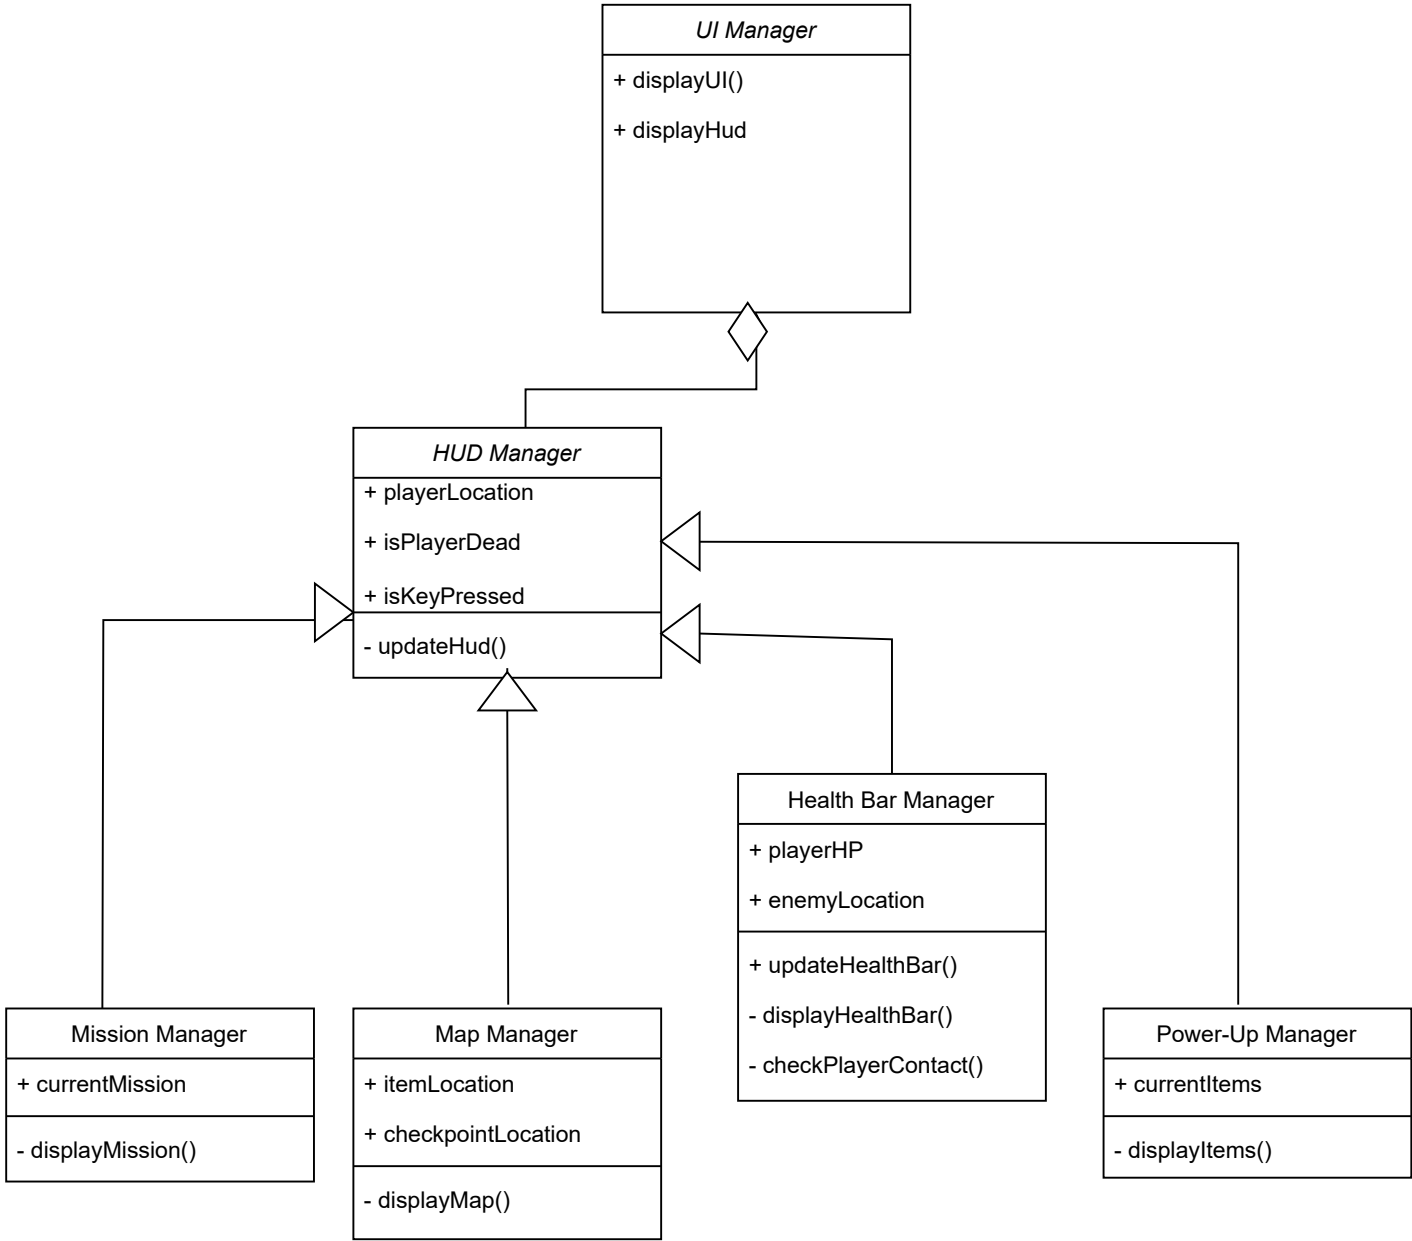 UI Manager
+ displayUI()
+ displayHud
HUD Manager
+ playerLocation
+ isPlayerDead
+ isKeyPressed
- updateHud()
Health Bar Manager
+ playerHP
+ enemyLocation
+ updateHealthBar()
- displayHealthBar()
- checkPlayerContact()
Mission Manager
+ currentMission
- displayMission()
Map Manager
+ itemLocation
+ checkpointLocation
- displayMap()
Power-Up Manager
+ currentItems
- displayItems()